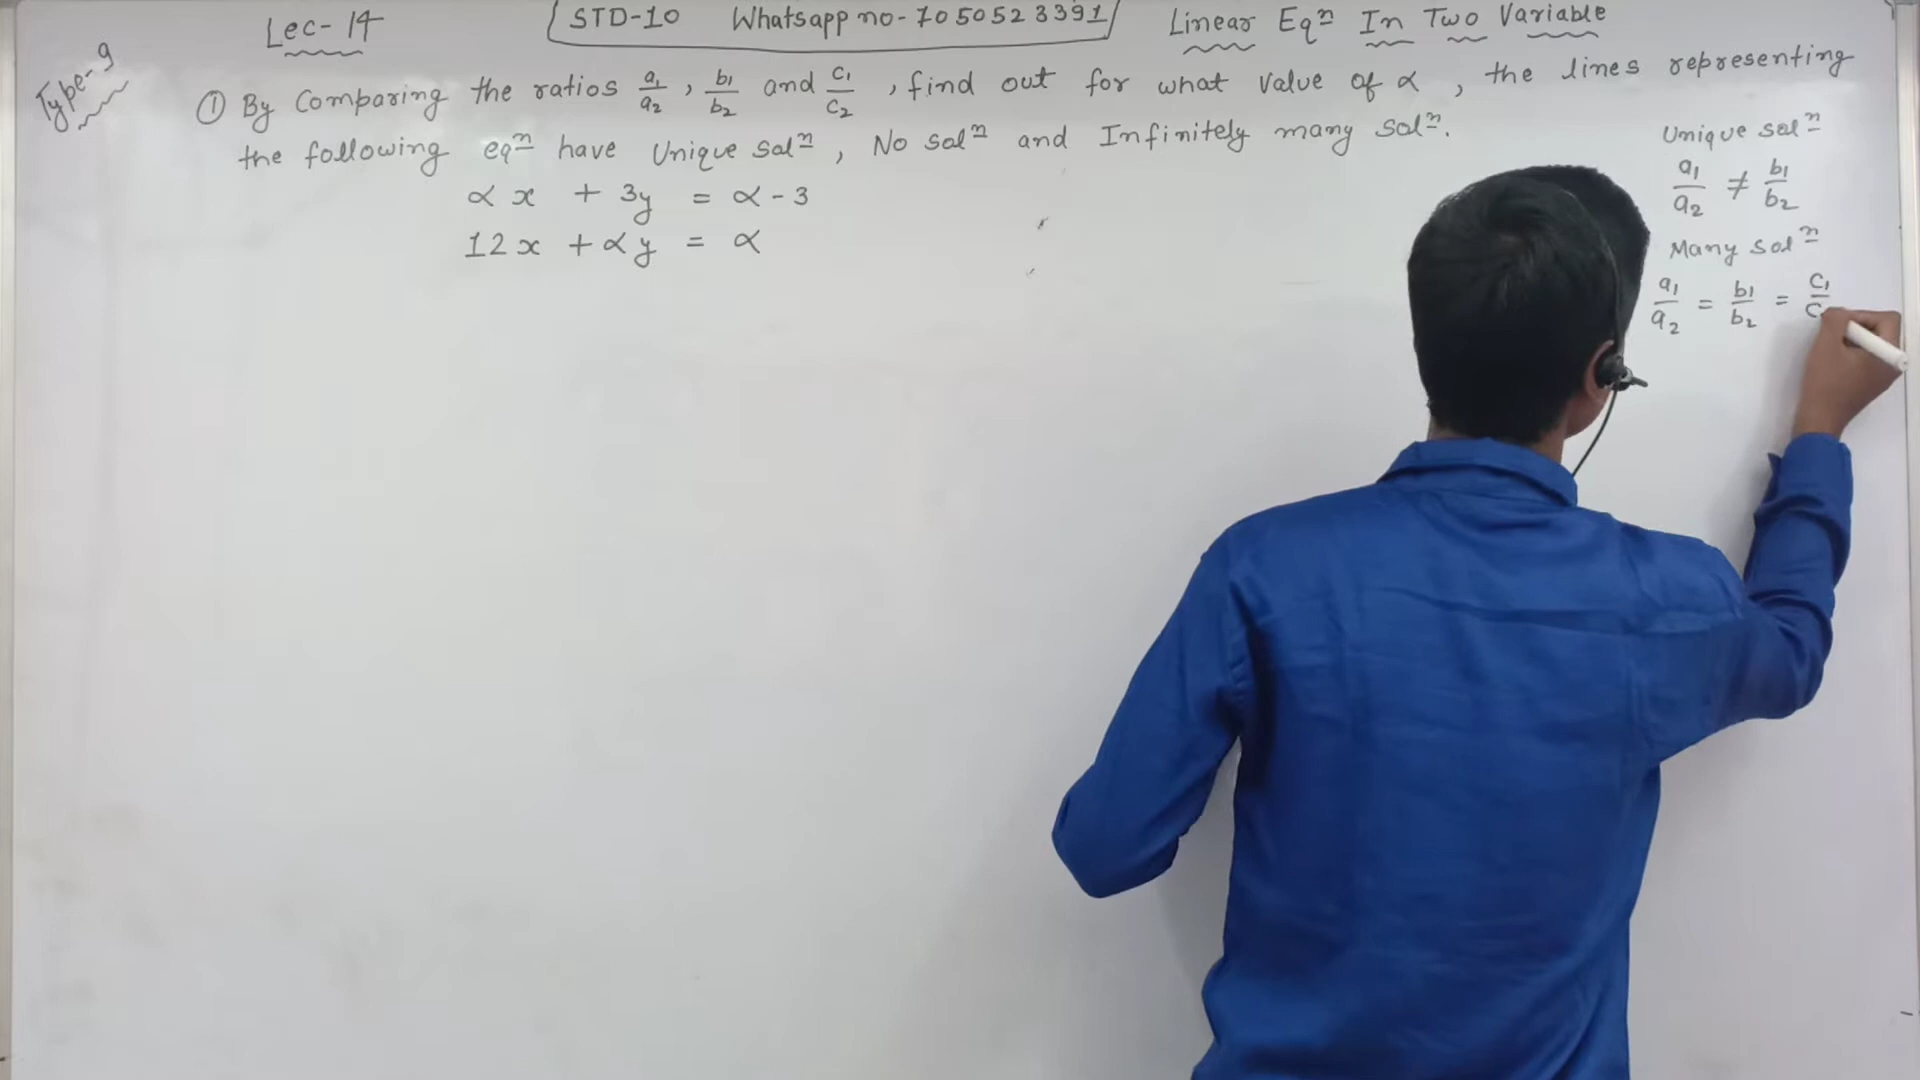 Lec-14
STD-10 Whatsapp no- 7050523391
Linear Eqⁿ In Two Variable
Type-9
① By Comparing the ratios a₁/a₂ , b₁/b₂ and c₁/c₂ , find out for what value of α , the lines representing
the following eqⁿ have Unique solⁿ , No solⁿ and Infinitely many solⁿ.
α x + 3y = α - 3
12x + αy = α
Unique solⁿ
a₁/a₂ ≠ b₁/b₂
Many solⁿ
a₁/a₂ = b₁/b₂ = c₁/c